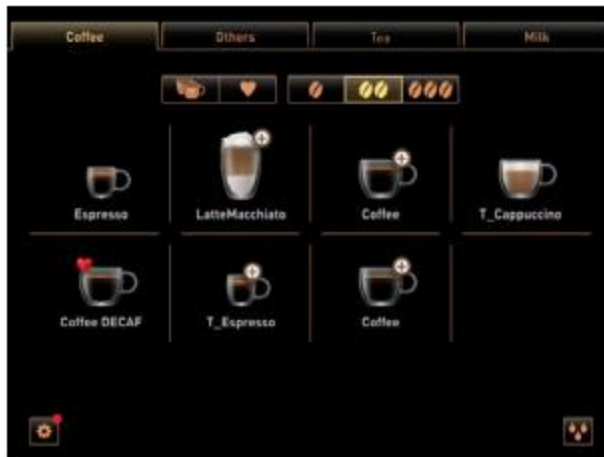 Coffee Others Tea Milk
Espresso LatteMacchiato Coffee T_Cappuccino
Coffee DECAF T_Espresso Coffee